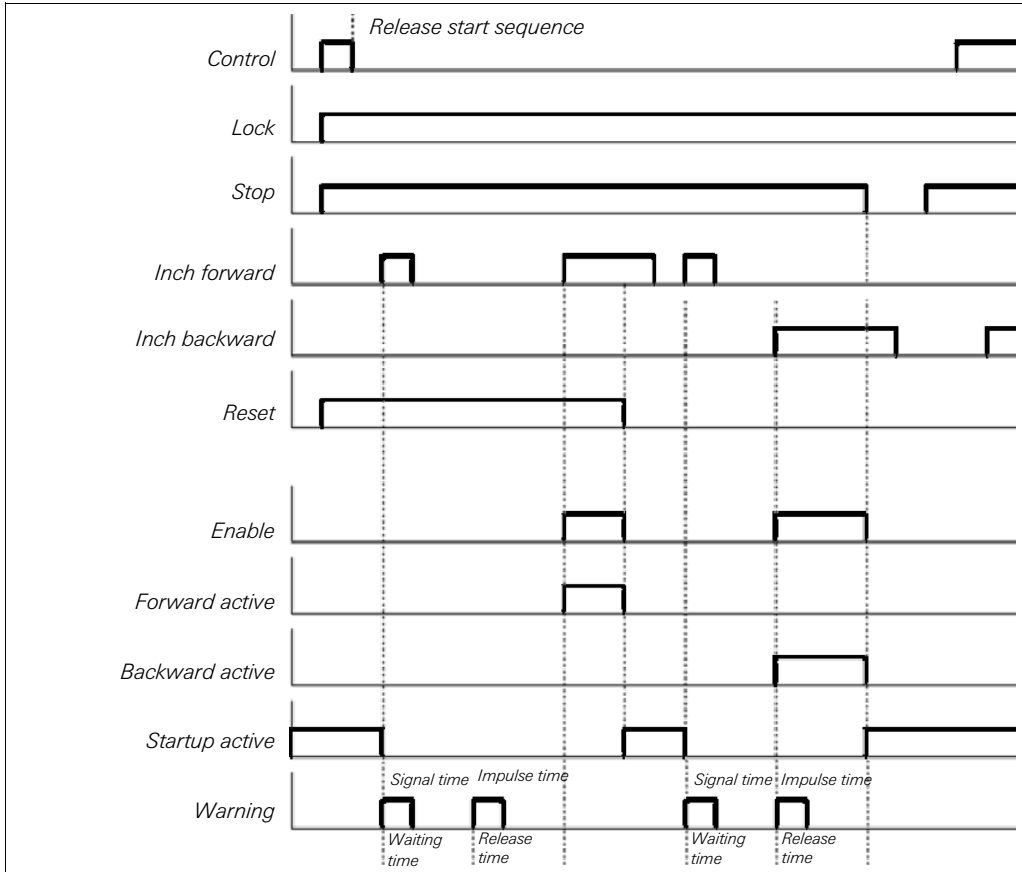 Release start sequence
Control
Lock
Stop
Inch forward
Inch backward
Reset
Enable
Forward active
Backward active
Startup active
Signal time Impulse time Signal time Impulse time
Warning
Waiting time Release time Waiting time Release time